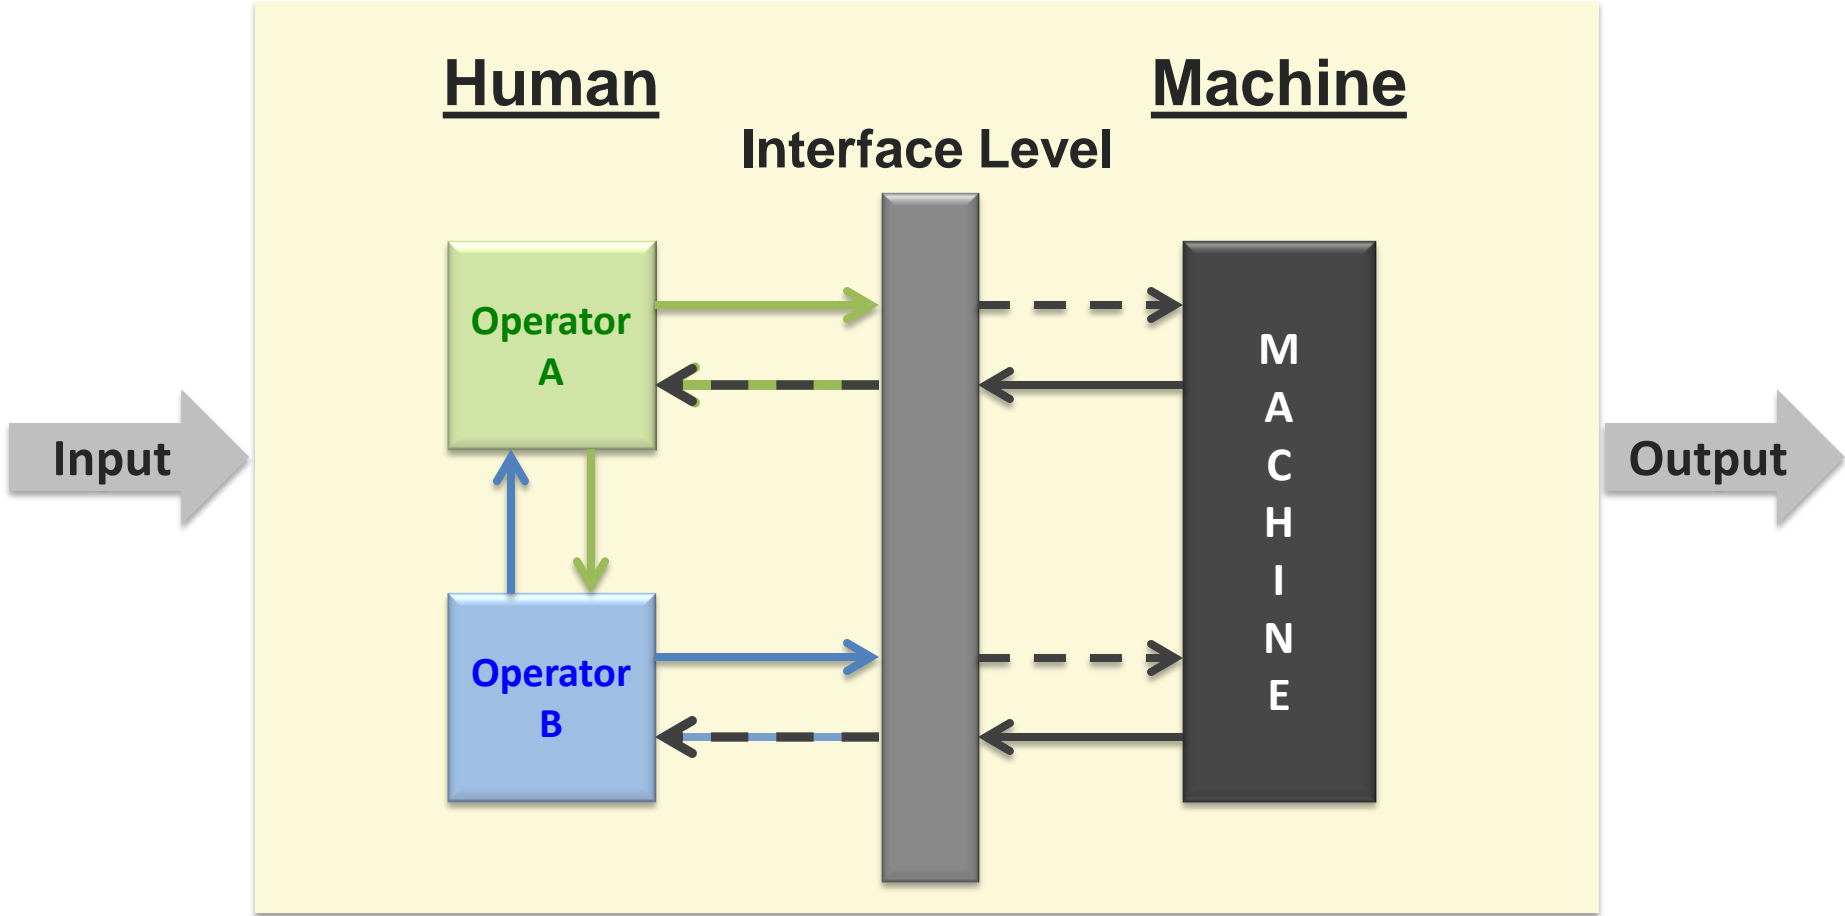 Human
Machine
Interface Level
Operator
A
Operator
B
M
A
C
H
I
N
E
Input
Output